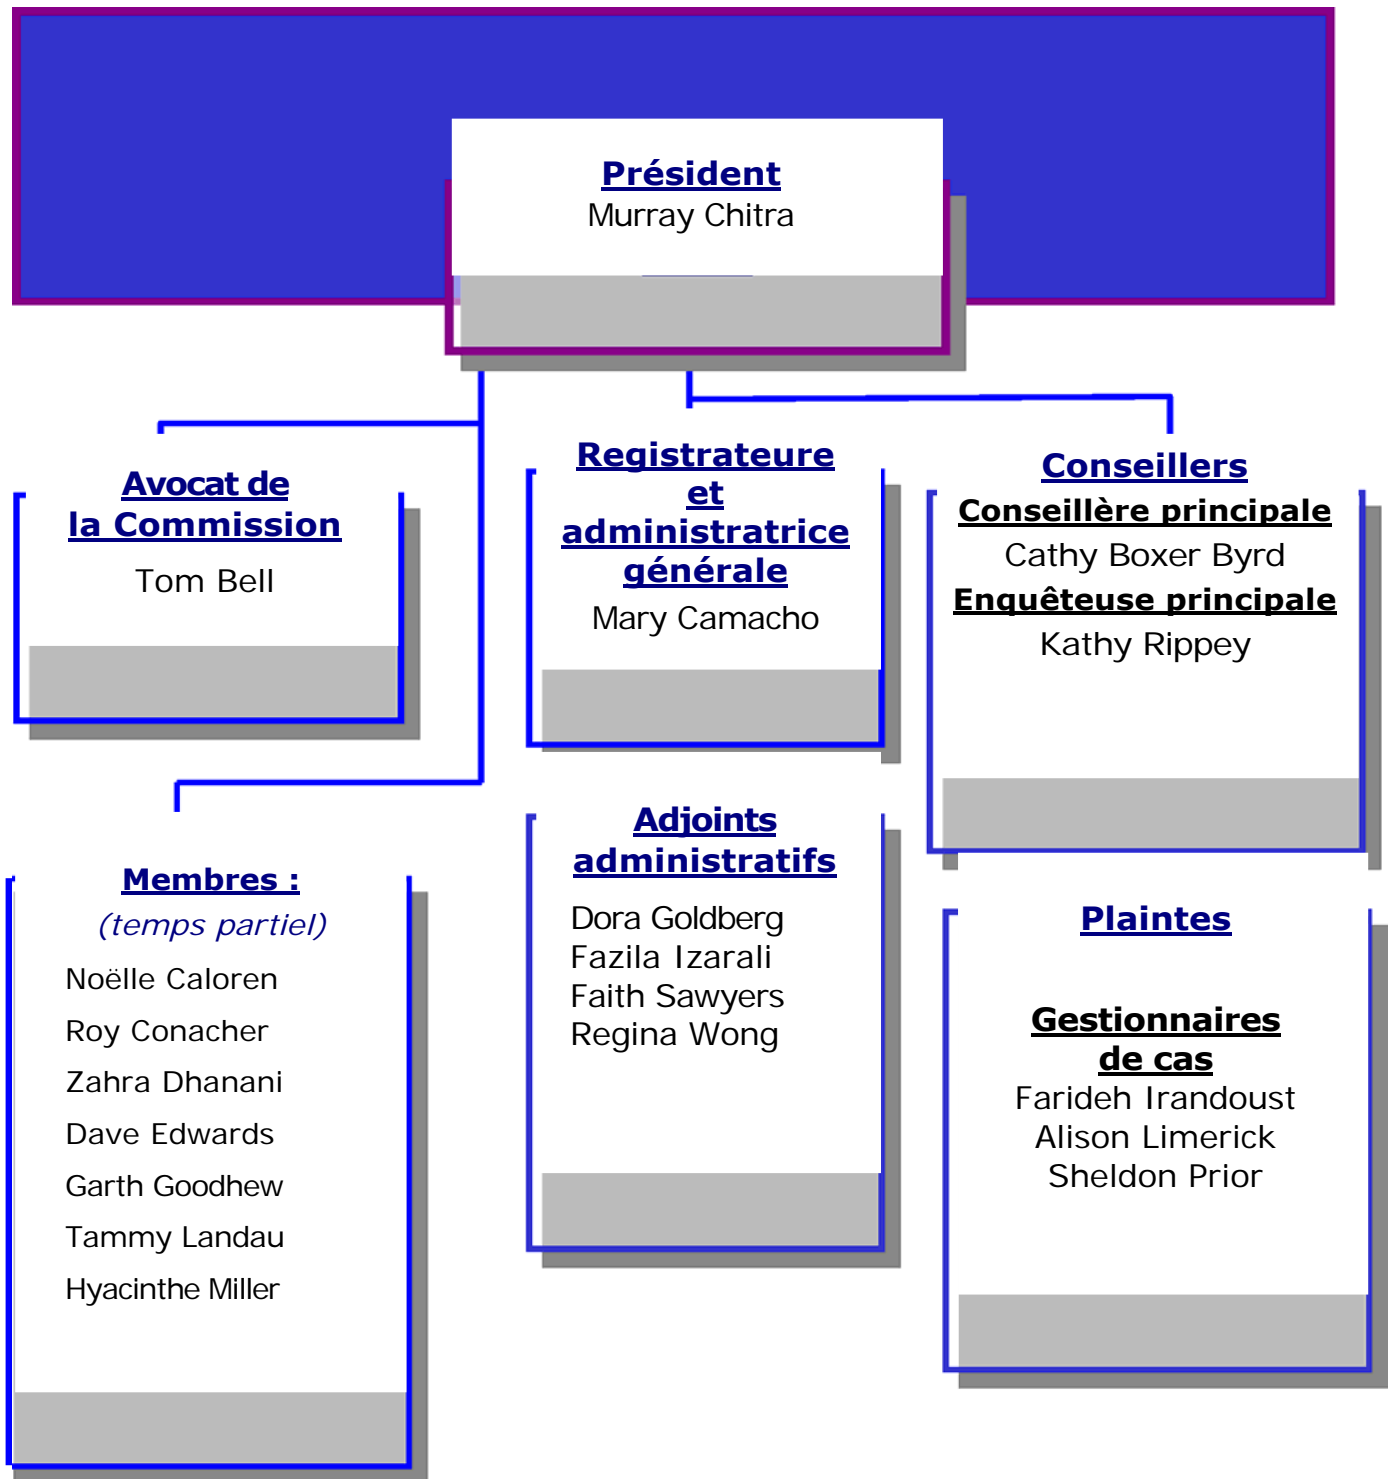 Président
Murray Chitra
Avocat de
la Commission
Tom Bell
Registrateure
et
administratrice
générale
Mary Camacho
Conseillers
Conseillère principale
Cathy Boxer Byrd
Enquêteuse principale
Kathy Rippey
Membres :
(temps partiel)
Noëlle Caloren
Roy Conacher
Zahra Dhanani
Dave Edwards
Garth Goodhew
Tammy Landau
Hyacinthe Miller
Adjoints
administratifs
Dora Goldberg
Fazila Izarali
Faith Sawyers
Regina Wong
Plaintes
Gestionnaires
de cas
Farideh Irandoust
Alison Limerick
Sheldon Prior